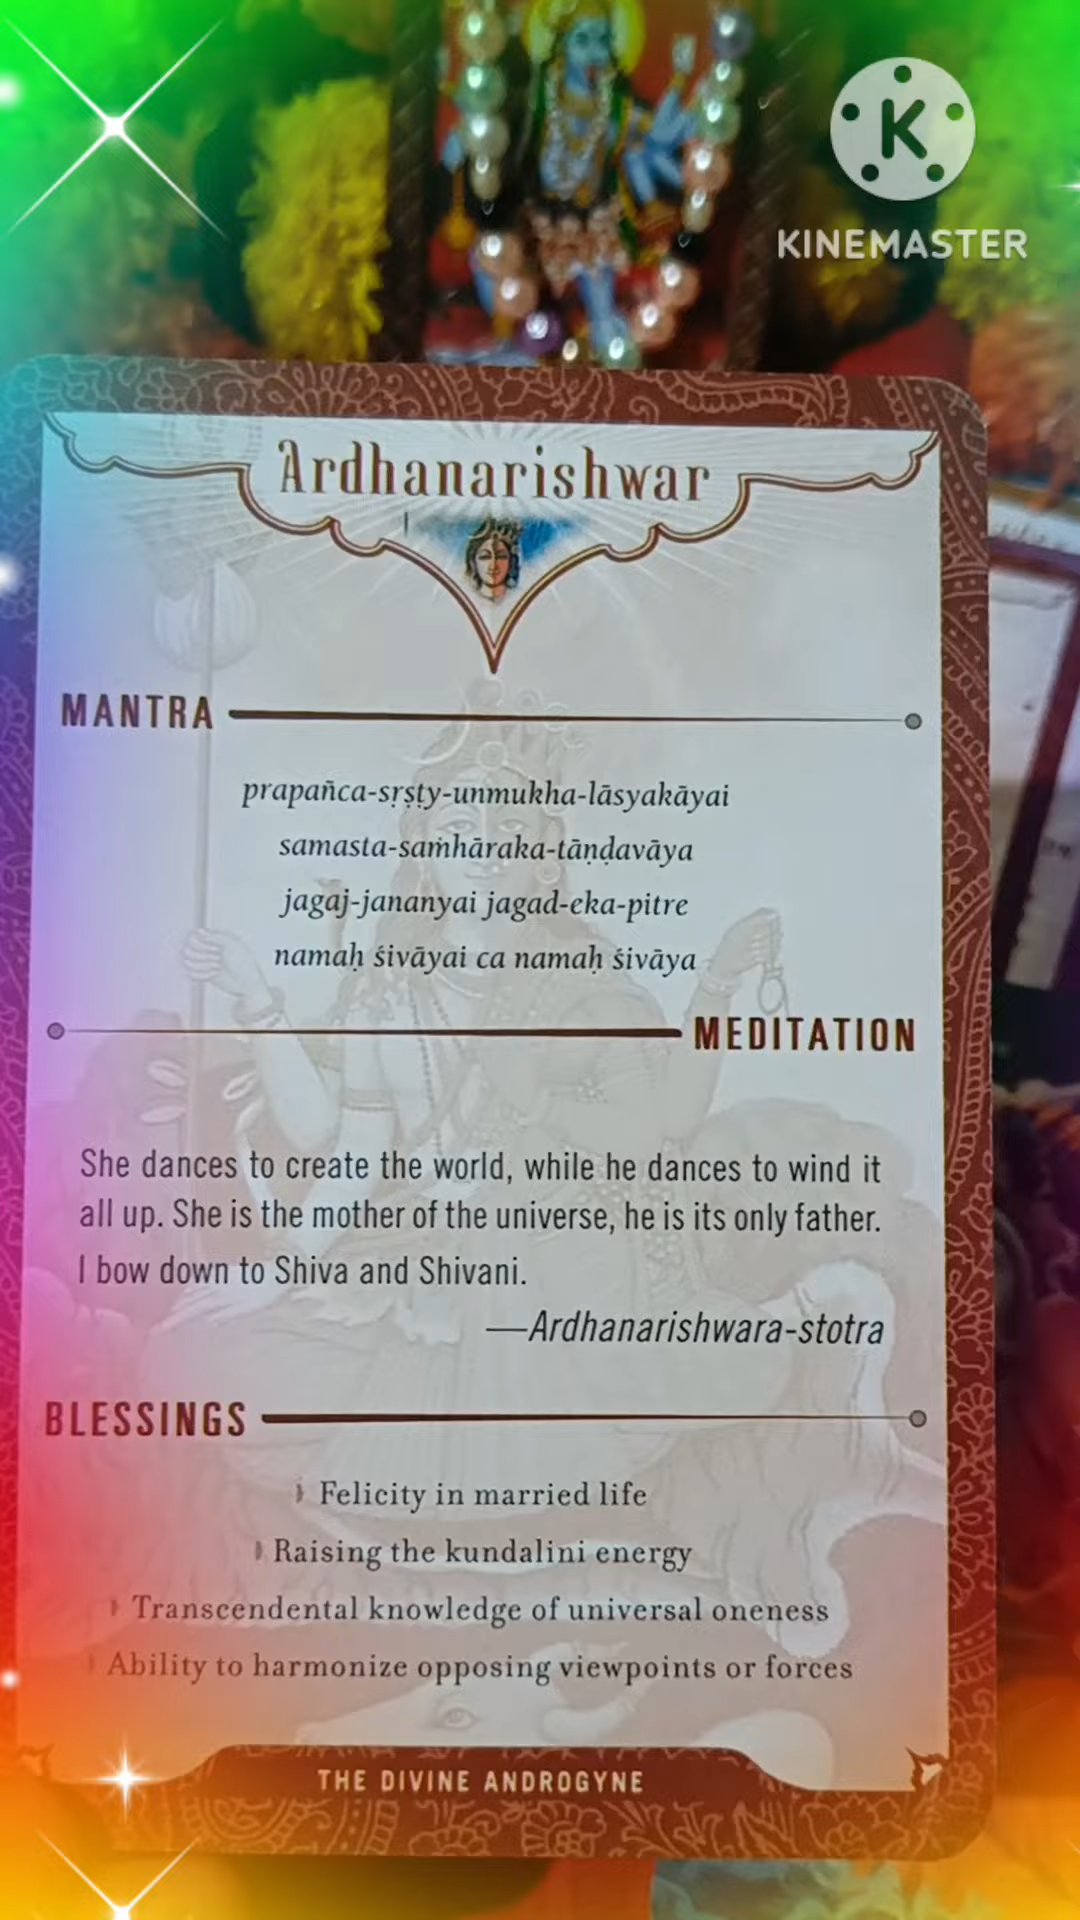 K
KINEMASTER
Ardhanarishwar
MANTRA
prapañca-sṛṣṭy-unmukha-lāsyakāyai
samasta-saṁhāraka-tāṇḍavāya
jagaj-jananyai jagad-eka-pitre
namaḥ śivāyai ca namaḥ śivāya
MEDITATION
She dances to create the world, while he dances to wind it
all up. She is the mother of the universe, he is its only father.
I bow down to Shiva and Shivani.
—Ardhanarishwara-stotra
BLESSINGS
Felicity in married life
Raising the kundalini energy
Transcendental knowledge of universal oneness
Ability to harmonize opposing viewpoints or forces
THE DIVINE ANDROGYNE